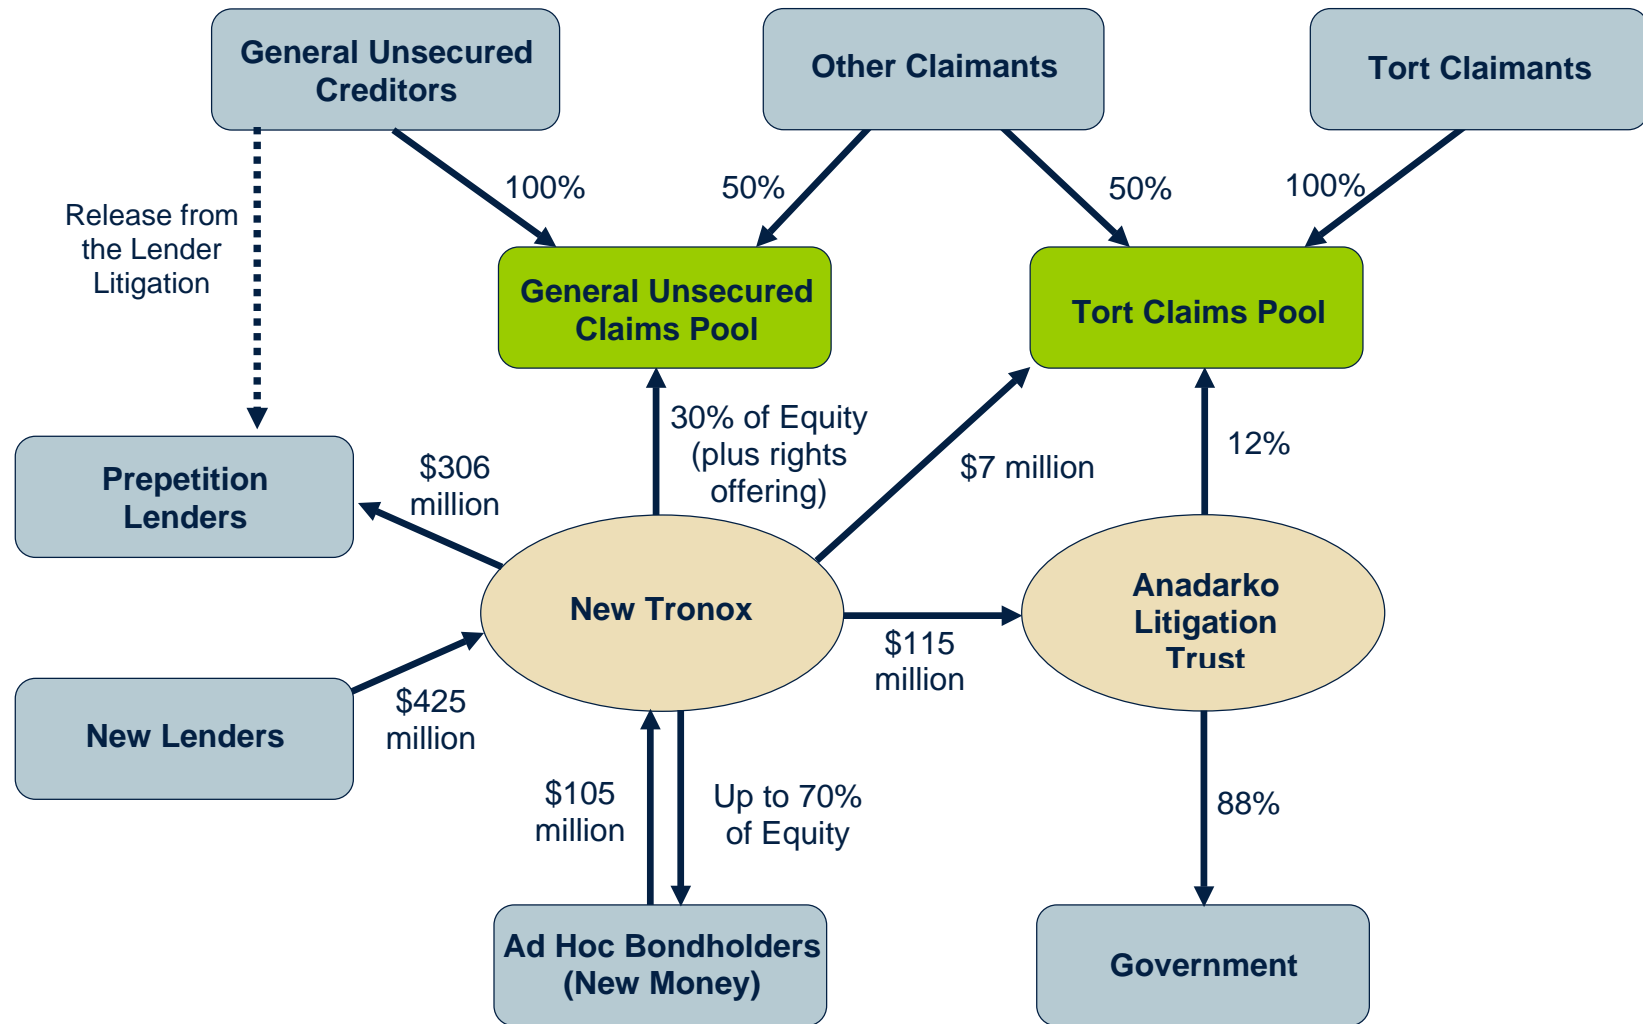 General Unsecured
Creditors
Other Claimants
Tort Claimants
100%
50%
50%
100%
Release from
the Lender
Litigation
General Unsecured
Claims Pool
Tort Claims Pool
30% of Equity
(plus rights
offering)
$7 million
12%
Prepetition
Lenders
$306
million
New Tronox
Anadarko
Litigation
Trust
$115
million
New Lenders
$425
million
$105
million
Up to 70%
of Equity
88%
Ad Hoc Bondholders
(New Money)
Government